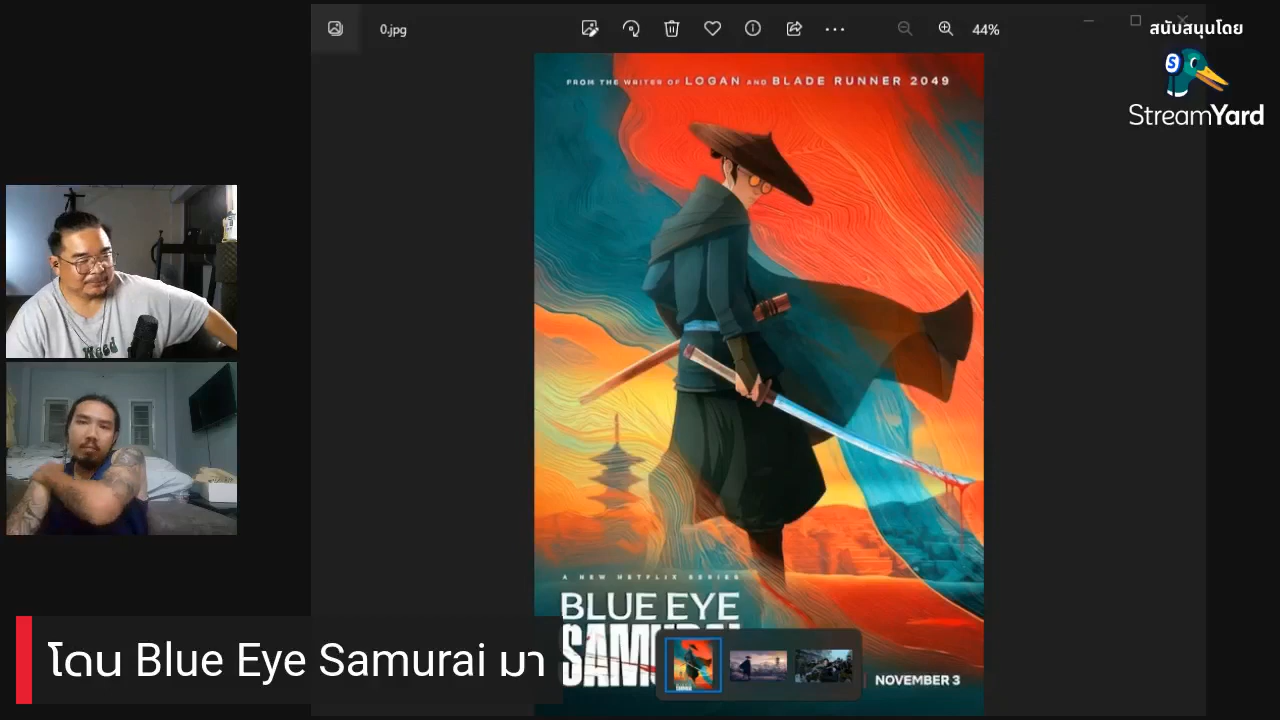 0.jpg
44%
สนับสนุนโดย
S
StreamYard
FROM THE WRITER OF LOGAN AND BLADE RUNNER 2049
Weed
A NEW NETFLIX SERIES
BLUE EYE
NOVEMBER 3
โดน Blue Eye Samurai มา